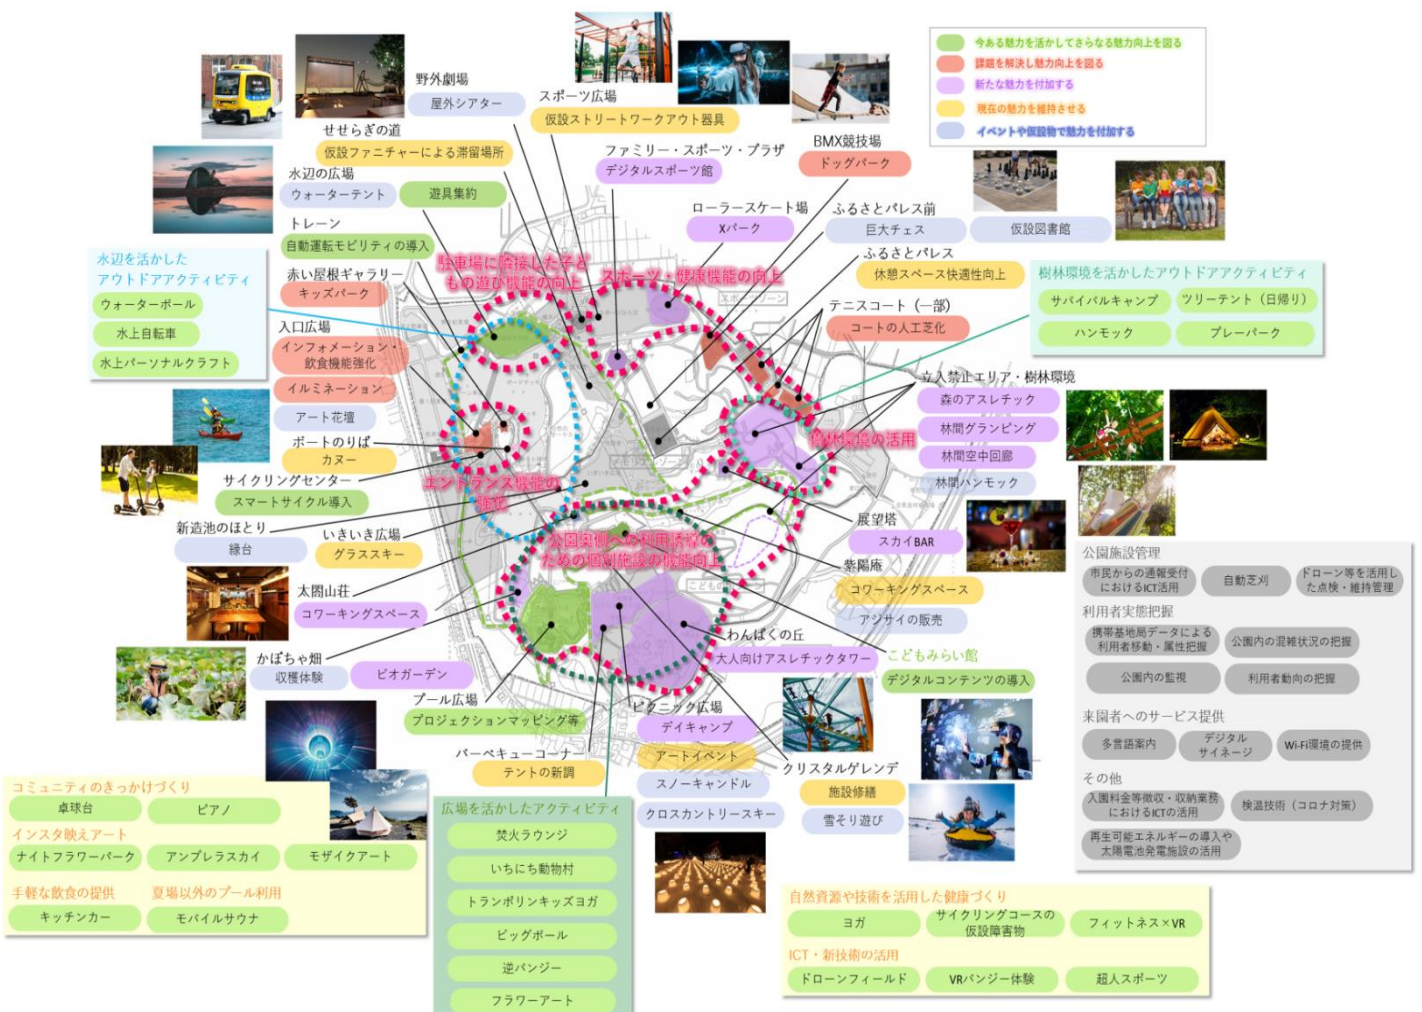 今ある魅力を活かしてさらなる魅力向上を図る
課題を解決し魅力向上を図る
新たな魅力を付加する
現在の魅力を維持させる
イベントや仮設物で魅力を付加する
野外劇場
屋外シアター
スポーツ広場
仮設ストリートワークアウト器具
せせらぎの道
仮設ファニチャーによる滞留場所
ファミリー・スポーツ・プラザ
デジタルスポーツ館
BMX競技場
ドッグパーク
水辺の広場
ウォーターテント
遊具集約
ローラースケート場
Xパーク
ふるさとパレス前
巨大チェス
仮設図書館
トレーン
自動運転モビリティの導入
ふるさとパレス
休憩スペース快適性向上
水辺を活かした
アウトドアアクティビティ
ウォーターボール
水上自転車
水上パーソナルクラフト
赤い屋根ギャラリー
キッズパーク
駐車場に隣接した子ど
もの遊び機能の向上
スポーツ・健康機能の向上
樹林環境を活かしたアウトドアアクティビティ
サバイバルキャンプ
ツリーテント（日帰り）
ハンモック
プレーパーク
入口広場
インフォメーション・
飲食機能強化
イルミネーション
アート花壇
テニスコート（一部）
コートの人工芝化
立入禁止エリア・樹林環境
森のアスレチック
林間グランピング
林間空中回廊
林間ハンモック
樹林環境の活用
ボートのりば
カヌー
サイクリングセンター
スマートサイクル導入
エントランス機能の
強化
新造池のほとり
縁台
いきいき広場
グラススキー
公園奥側への利用誘導の
ための個別施設の機能向上
展望塔
スカイBAR
太閤山荘
コワーキングスペース
紫陽庵
コワーキングスペース
アジサイの販売
かぼちゃ畑
収穫体験
ビオガーデン
わんぱくの丘
大人向けアスレチックタワー
こどもみらい館
デジタルコンテンツの導入
プール広場
プロジェクションマッピング等
ピクニック広場
デイキャンプ
アートイベント
スノーキャンドル
クロスカントリースキー
バーベキューコーナー
テントの新調
クリスタルゲレンデ
施設修繕
雪そり遊び
公園施設管理
市民からの通報受付
におけるICT活用
自動芝刈
ドローン等を活用し
た点検・維持管理
利用者実態把握
携帯基地局データによる
利用者移動・属性把握
公園内の混雑状況の把握
公園内の監視
利用者動向の把握
来園者へのサービス提供
多言語案内
デジタル
サイネージ
Wi-Fi環境の提供
その他
入園料金等徴収・収納業務
におけるICTの活用
検温技術（コロナ対策）
再生可能エネルギーの導入や
太陽電池発電施設の活用
コミュニティのきっかけづくり
卓球台
ピアノ
インスタ映えアート
ナイトフラワーパーク
アンブレラスカイ
モザイクアート
手軽な飲食の提供
夏場以外のプール利用
キッチンカー
モバイルサウナ
広場を活かしたアクティビティ
焚火ラウンジ
いちにち動物村
トランポリンキッズヨガ
ビッグボール
逆バンジー
フラワーアート
自然資源や技術を活用した健康づくり
ヨガ
サイクリングコースの
仮設障害物
フィットネス×VR
ICT・新技術の活用
ドローンフィールド
VRバンジー体験
超人スポーツ